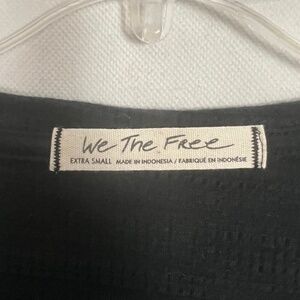 We The Free
EXTRA SMALL MADE IN INDONESIA / FABRIQUÉ EN INDONÉSIE